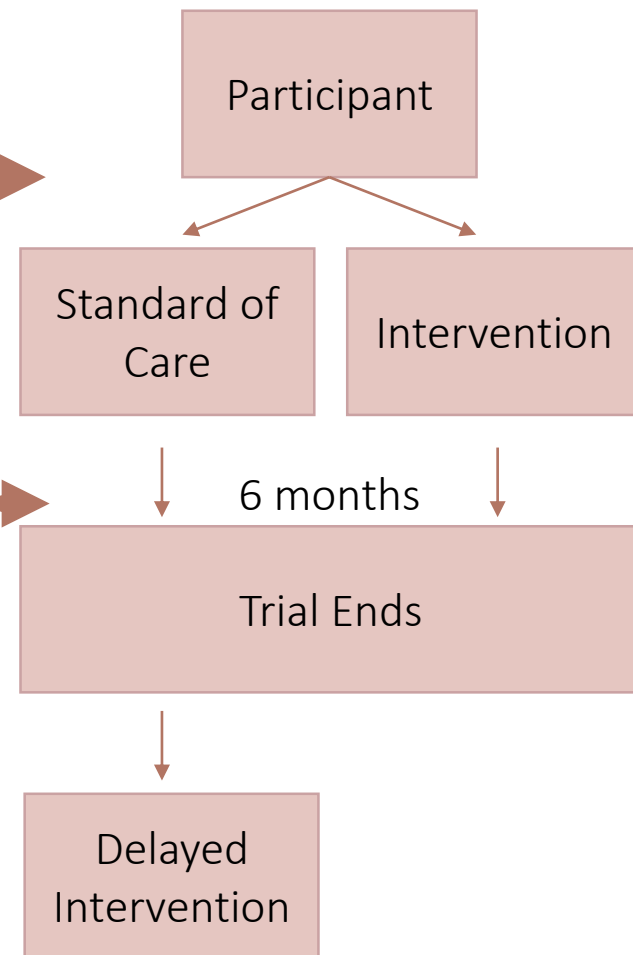 Participant
Standard of
Care
Intervention
6 months
Trial Ends
Delayed
Intervention